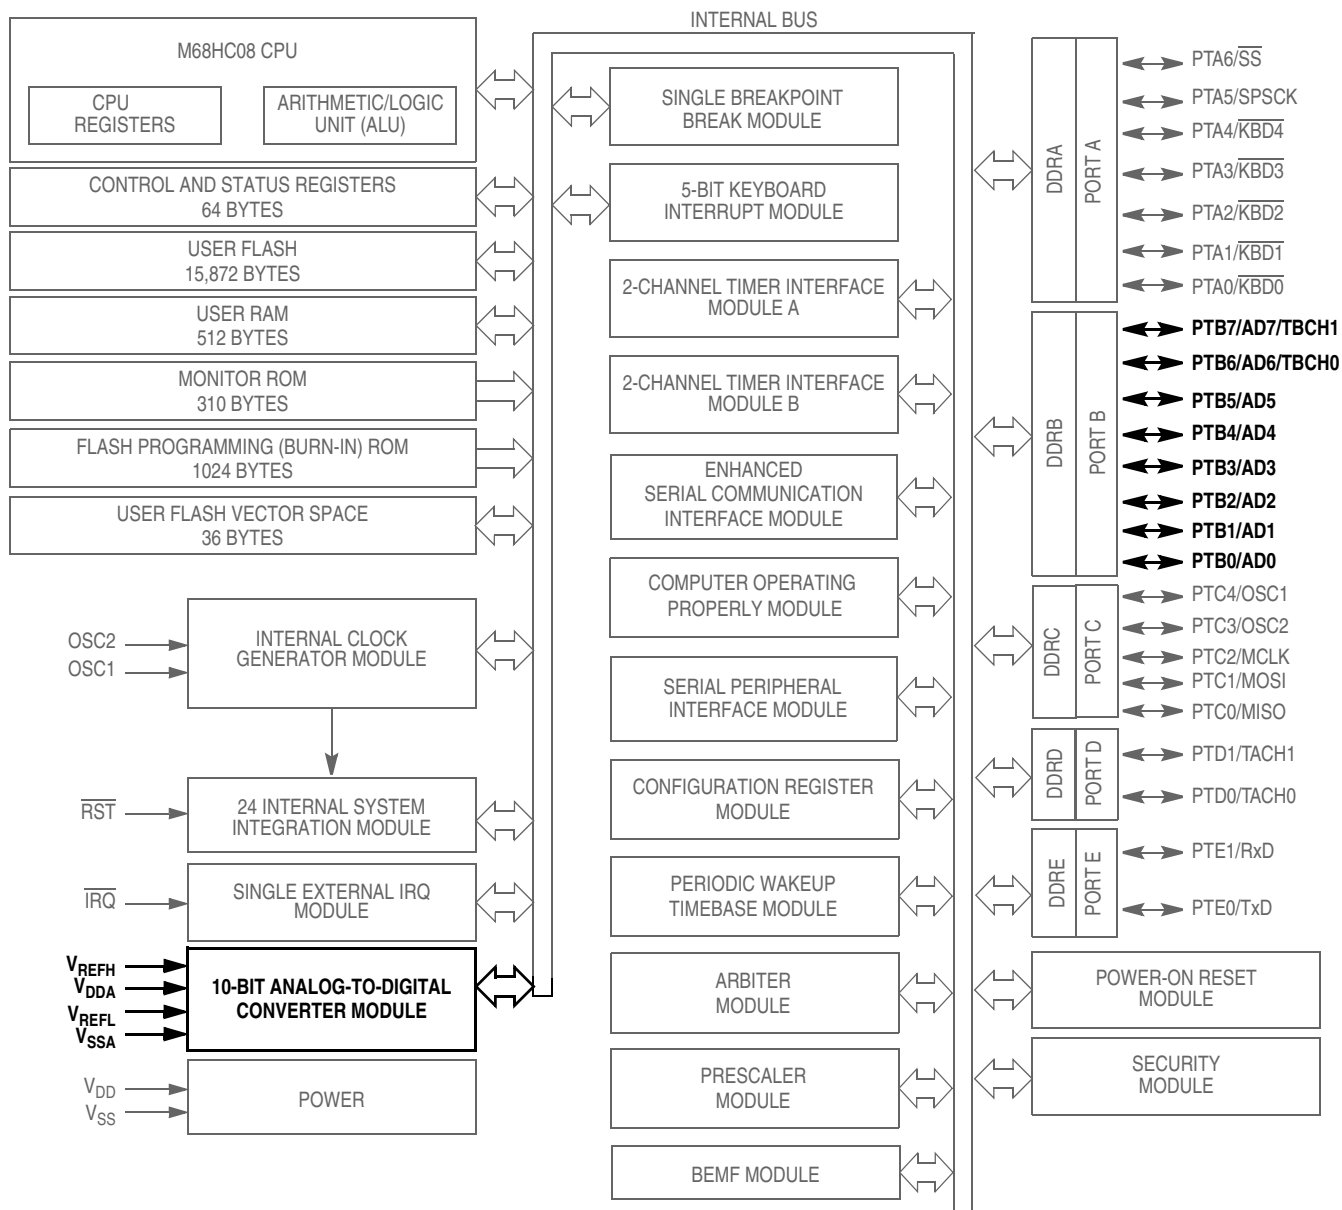 INTERNAL BUS
M68HC08 CPU
CPU
REGISTERS
ARITHMETIC/LOGIC
UNIT (ALU)
CONTROL AND STATUS REGISTERS
64 BYTES
USER FLASH
15,872 BYTES
USER RAM
512 BYTES
MONITOR ROM
310 BYTES
FLASH PROGRAMMING (BURN-IN) ROM
1024 BYTES
USER FLASH VECTOR SPACE
36 BYTES
OSC2
OSC1
INTERNAL CLOCK
GENERATOR MODULE
RST
24 INTERNAL SYSTEM
INTEGRATION MODULE
IRQ
SINGLE EXTERNAL IRQ
MODULE
VREFH
VDDA
VREFL
VSSA
10-BIT ANALOG-TO-DIGITAL
CONVERTER MODULE
VDD
VSS
POWER
SINGLE BREAKPOINT
BREAK MODULE
5-BIT KEYBOARD
INTERRUPT MODULE
2-CHANNEL TIMER INTERFACE
MODULE A
2-CHANNEL TIMER INTERFACE
MODULE B
ENHANCED
SERIAL COMMUNICATION
INTERFACE MODULE
COMPUTER OPERATING
PROPERLY MODULE
SERIAL PERIPHERAL
INTERFACE MODULE
CONFIGURATION REGISTER
MODULE
PERIODIC WAKEUP
TIMEBASE MODULE
ARBITER
MODULE
PRESCALER
MODULE
BEMF MODULE
DDRA
PORT A
PTA6/SS
PTA5/SPSCK
PTA4/KBD4
PTA3/KBD3
PTA2/KBD2
PTA1/KBD1
PTA0/KBD0
DDRB
PORT B
PTB7/AD7/TBCH1
PTB6/AD6/TBCH0
PTB5/AD5
PTB4/AD4
PTB3/AD3
PTB2/AD2
PTB1/AD1
PTB0/AD0
DDRC
PORT C
PTC4/OSC1
PTC3/OSC2
PTC2/MCLK
PTC1/MOSI
PTC0/MISO
DDRD
PORT D
PTD1/TACH1
PTD0/TACH0
DDRE
PORT E
PTE1/RxD
PTE0/TxD
POWER-ON RESET
MODULE
SECURITY
MODULE